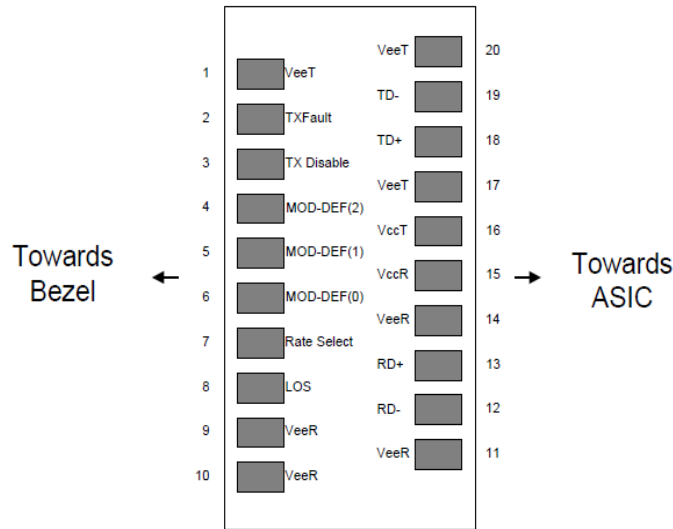 VeeT 20
1 VeeT
TD- 19
2 TXFault
TD+ 18
3 TX Disable
VeeT 17
4 MOD-DEF(2)
VccT 16
5 MOD-DEF(1)
Towards
Bezel
VccR 15
Towards
ASIC
6 MOD-DEF(0)
VeeR 14
7 Rate Select
RD+ 13
8 LOS
RD- 12
9 VeeR
VeeR 11
10 VeeR